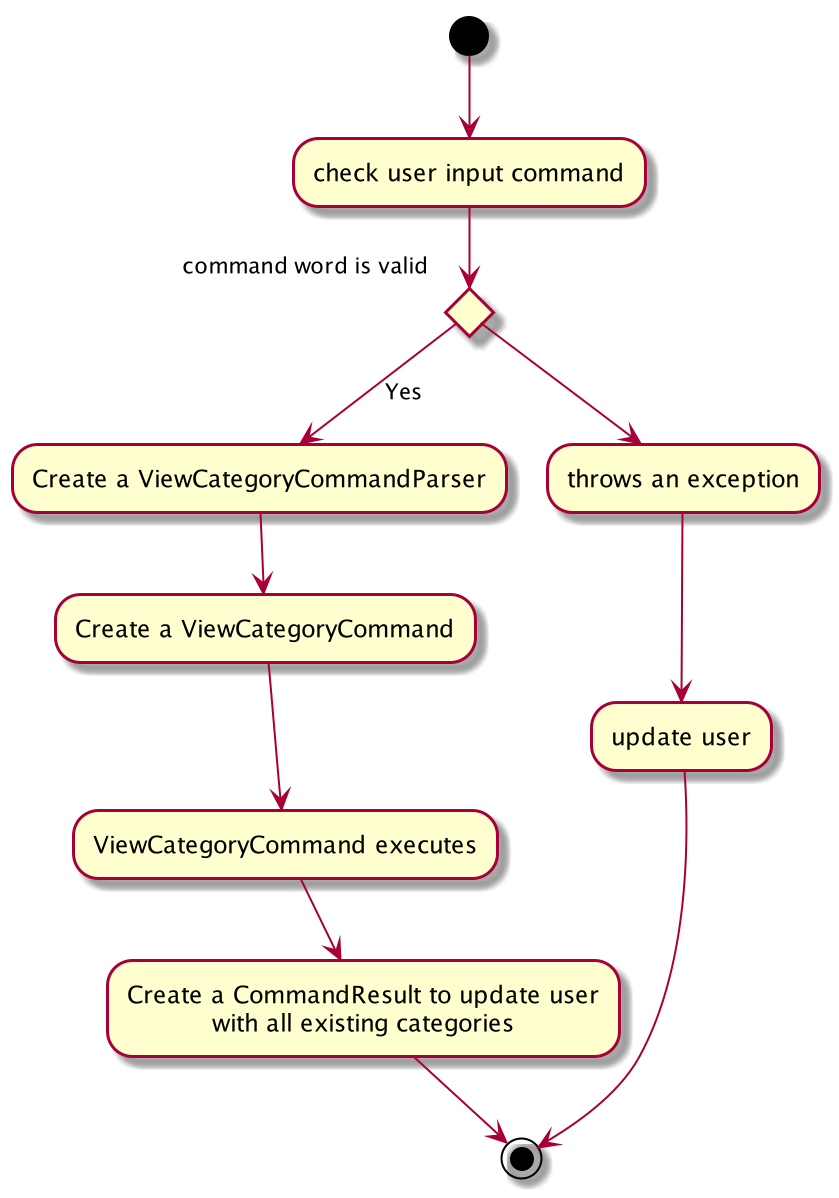 check user input command
command word is valid
Yes
Create a ViewCategoryCommandParser
throws an exception
Create a ViewCategoryCommand
update user
ViewCategoryCommand executes
Create a CommandResult to update user
with all existing categories